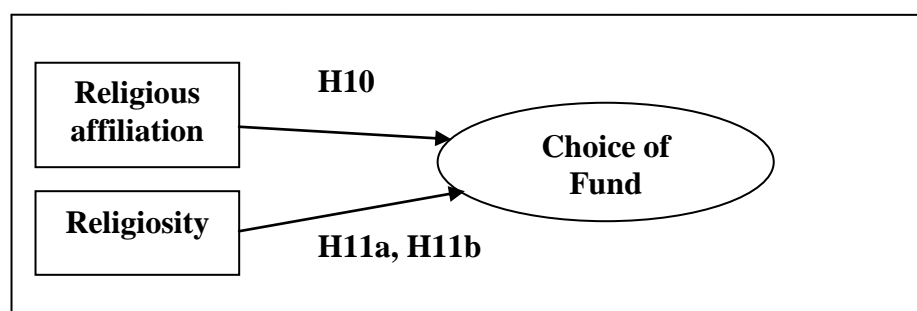 Religious
affiliation
H10
Choice of
Fund
Religiosity
H11a, H11b